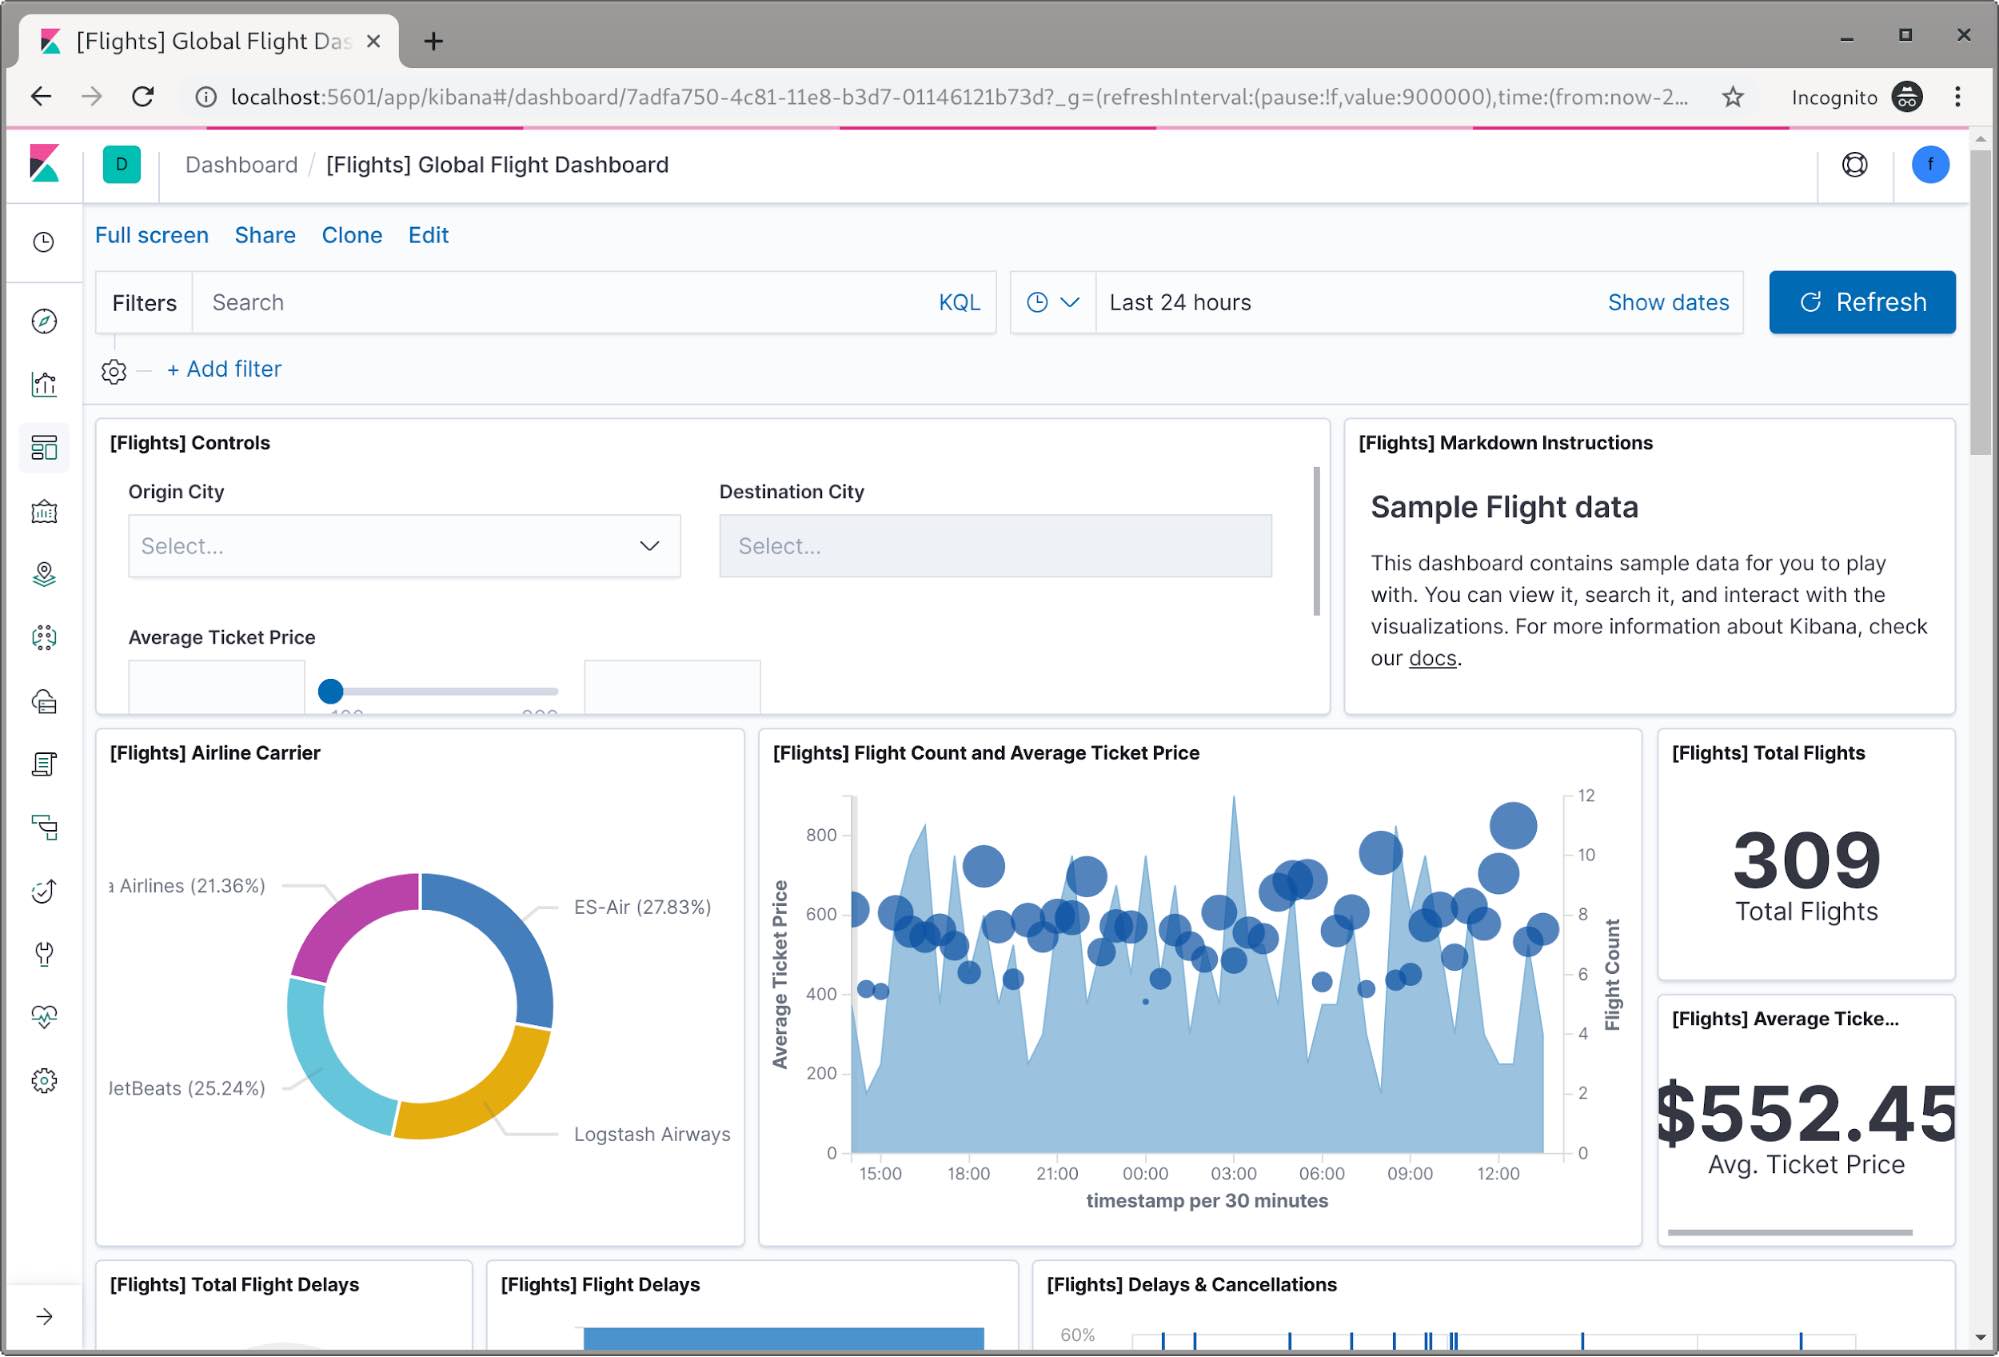 [Flights] Global Flight Das
localhost:5601/app/kibana#/dashboard/7adfa750-4c81-11e8-b3d7-01146121b73d?_g=(refreshInterval:(pause:!f,value:900000),time:(from:now-2...
Incognito
D
Dashboard / [Flights] Global Flight Dashboard
f
Full screen Share Clone Edit
Filters Search KQL
Last 24 hours Show dates
Refresh
+ Add filter
[Flights] Controls
Origin City
Select...
Destination City
Select...
Average Ticket Price
[Flights] Markdown Instructions
Sample Flight data
This dashboard contains sample data for you to play
with. You can view it, search it, and interact with the
visualizations. For more information about Kibana, check
our docs.
[Flights] Airline Carrier
a Airlines (21.36%)
ES-Air (27.83%)
JetBeats (25.24%)
Logstash Airways
[Flights] Flight Count and Average Ticket Price
Average Ticket Price
800
600
400
200
0
12
10
8
6
4
2
0
Flight Count
15:00 18:00 21:00 00:00 03:00 06:00 09:00 12:00
timestamp per 30 minutes
[Flights] Total Flights
309
Total Flights
[Flights] Average Ticke...
$552.45
Avg. Ticket Price
[Flights] Total Flight Delays
[Flights] Flight Delays
[Flights] Delays & Cancellations
60%